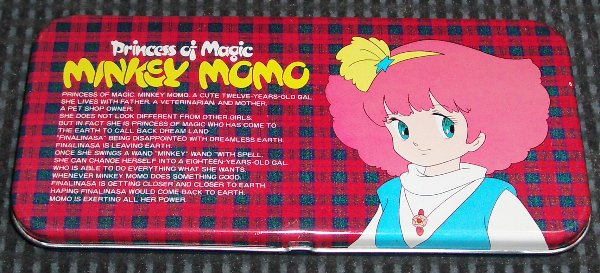 Princess of Magic
MINKEY MOMO
PRINCESS OF MAGIC MINKEY MOMO. A CUTE TWELVE-YEARS-OLD GAL.
SHE LIVES WITH FATHER, A VETERINARIAN, AND MOTHER,
A PET SHOP OWNER.
SHE DOES NOT LOOK DIFFERENT FROM OTHER GIRLS.
BUT IN FACT SHE IS PRINCESS OF MAGIC WHO HAS COME TO
THE EARTH TO CALL BACK DREAM LAND
"FINALINASA" BEING DISAPPOINTED WITH DREAMLESS EARTH.
FINALINASA IS LEAVING EARTH.
ONCE SHE SWINGS A WAND "MINKEY" WAND "WITH SPELL,
SHE CAN CHANGE HERSELF INTO A EIGHTEEN-YEARS-OLD GAL.
WHO IS ABLE TO DO EVERYTHING WHAT SHE WANTS.
WHENEVER MINKEY MOMO DOES SOMETHING GOOD.
FINALINASA IS GETTING CLOSER AND CLOSER TO EARTH
HAPING FINALINASA WOULD COME BACK TO EARTH.
MOMO IS EXERTING ALL HER POWER.